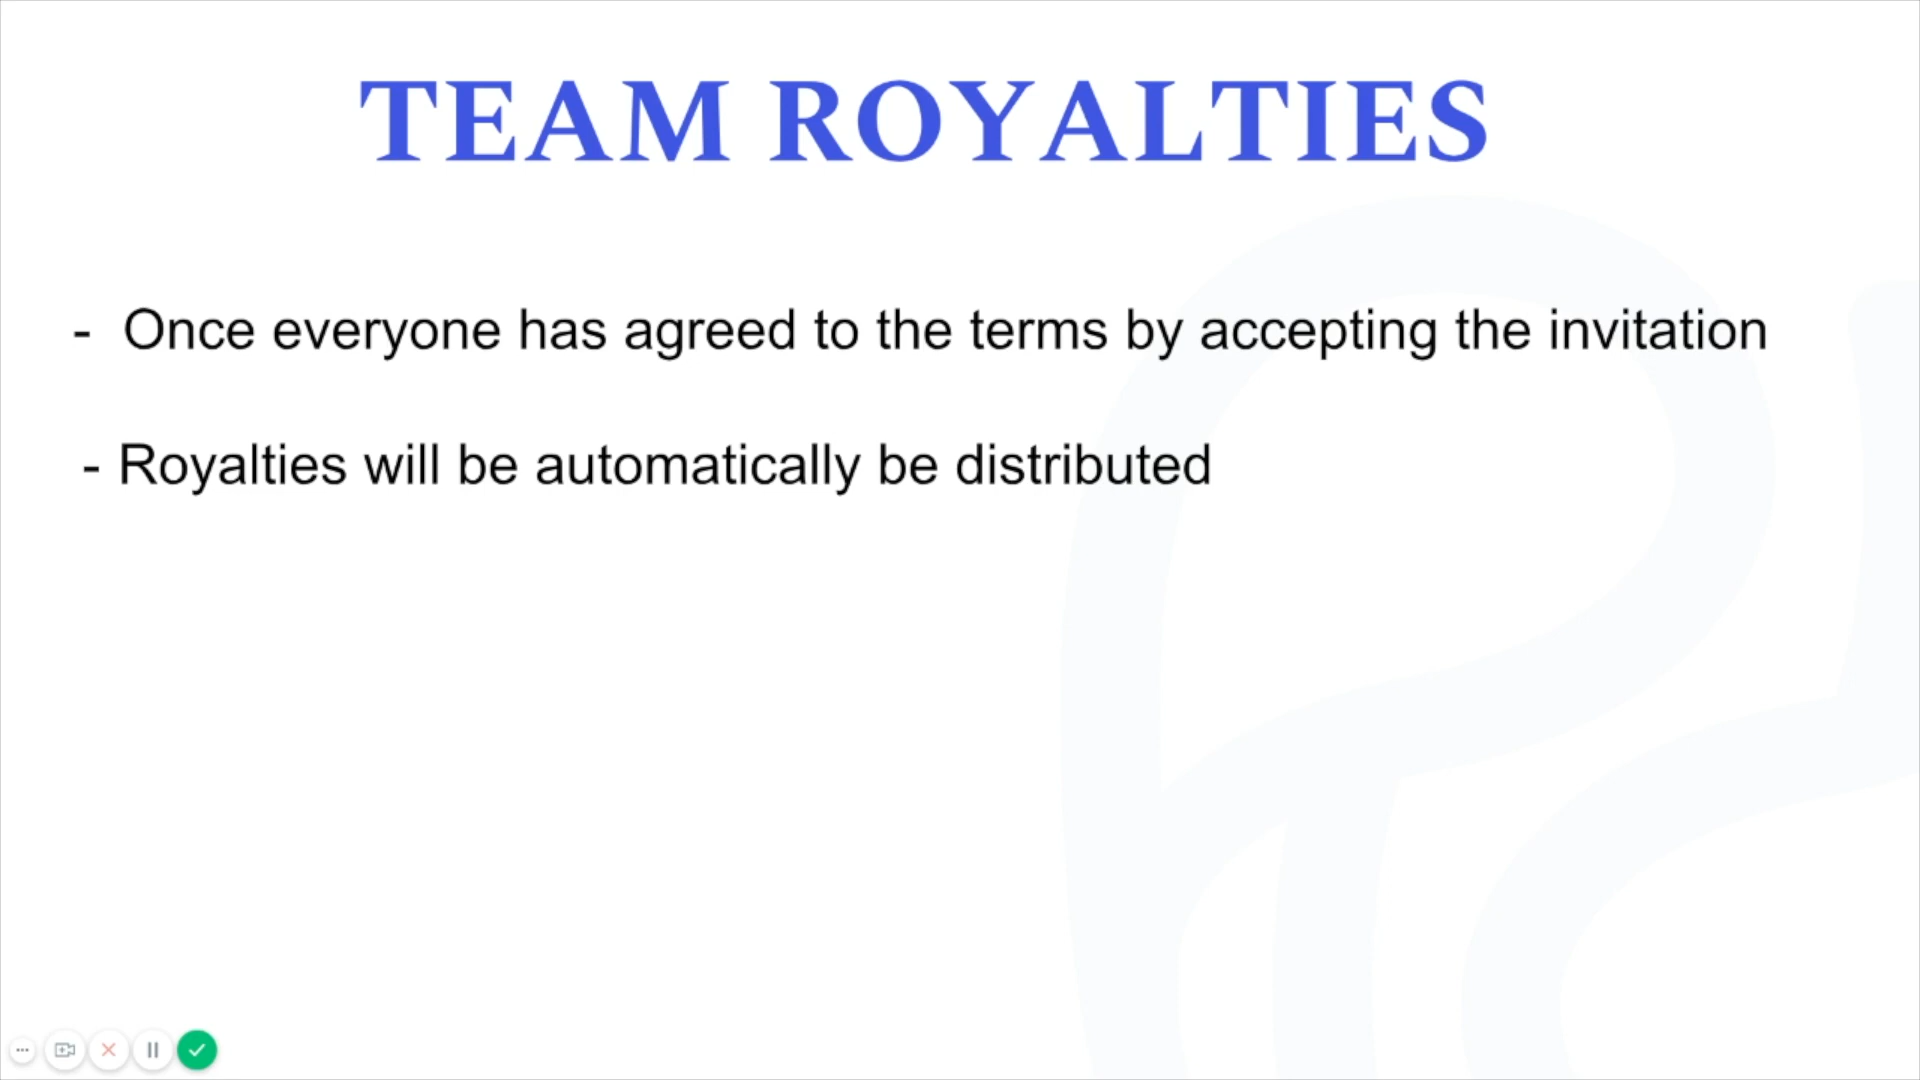 TEAM ROYALTIES
- Once everyone has agreed to the terms by accepting the invitation
- Royalties will be automatically be distributed